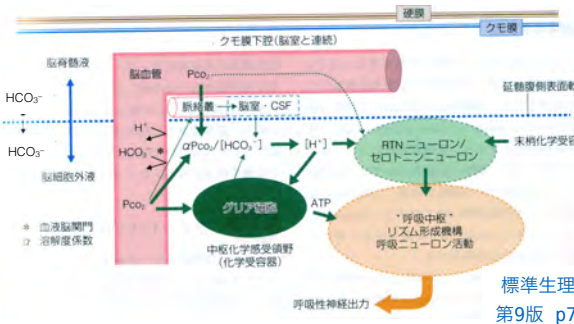 硬膜
クモ膜
クモ膜下腔(脳室と連続)
脳脊髄液
脳血管
Pco₂
延髄腹側表面軟
脈絡叢
脳室・CSF
HCO₃⁻
H⁺
αPco₂/[HCO₃⁻]
[H⁺]
RTN ニューロン/
セロトニンニューロン
末梢化学受容
HCO₃⁻
HCO₃⁻*
脳細胞外液
Pco₂
グリア細胞
ATP
"呼吸中枢"
リズム形成機構
呼吸ニューロン活動
* 血液脳関門
α 溶解度係数
中枢化学感受領野
(化学受容器)
呼吸性神経出力
標準生理
第9版 p7